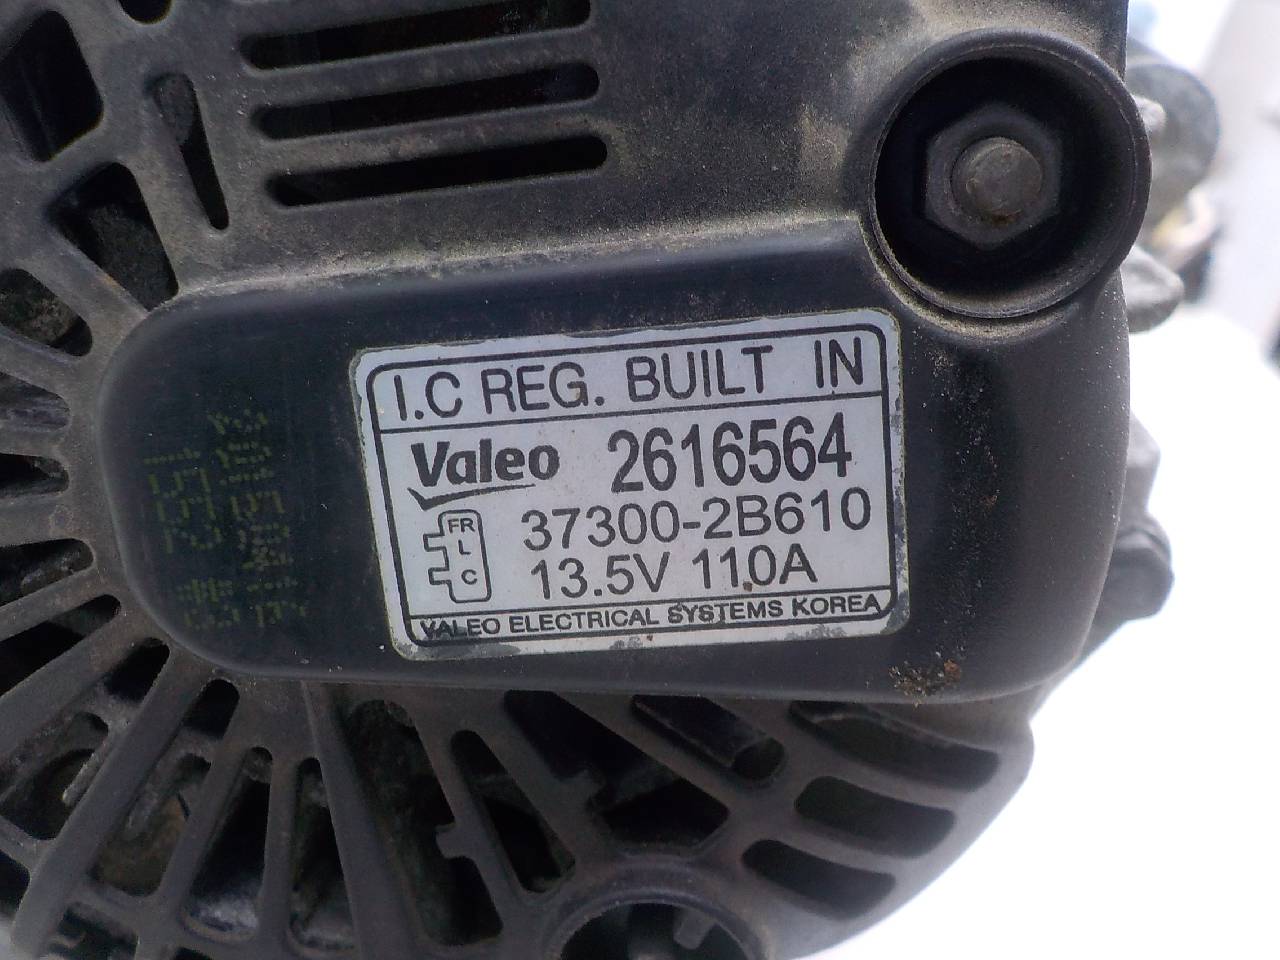 I.C REG. BUILT IN
Valeo 2616564
FR
L
C
37300-2B610
13.5V 110A
VALEO ELECTRICAL SYSTEMS KOREA